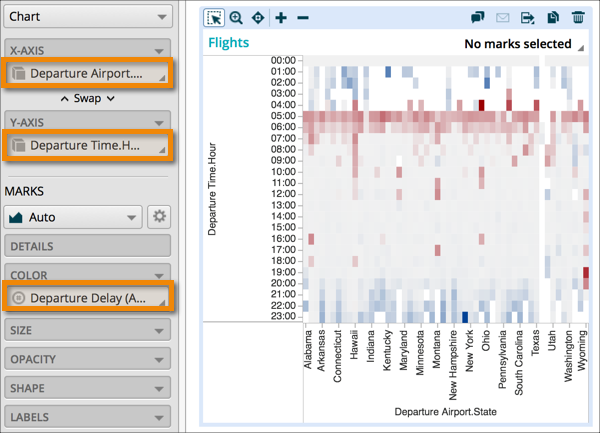 Chart
X-AXIS
Departure Airport....
Swap
Y-AXIS
Departure Time.H...
MARKS
Auto
DETAILS
COLOR
Departure Delay (A...
SIZE
OPACITY
SHAPE
LABELS
Flights
No marks selected
Departure Time.Hour
00:00
01:00
02:00
03:00
04:00
05:00
06:00
07:00
08:00
09:00
10:00
11:00
12:00
13:00
14:00
15:00
16:00
17:00
18:00
19:00
20:00
21:00
22:00
23:00
Alabama
Arkansas
Connecticut
Hawaii
Indiana
Kentucky
Maryland
Minnesota
Montana
New Hampshire
New York
Ohio
Pennsylvania
South Carolina
Texas
Utah
Washington
Wyoming
Departure Airport.State